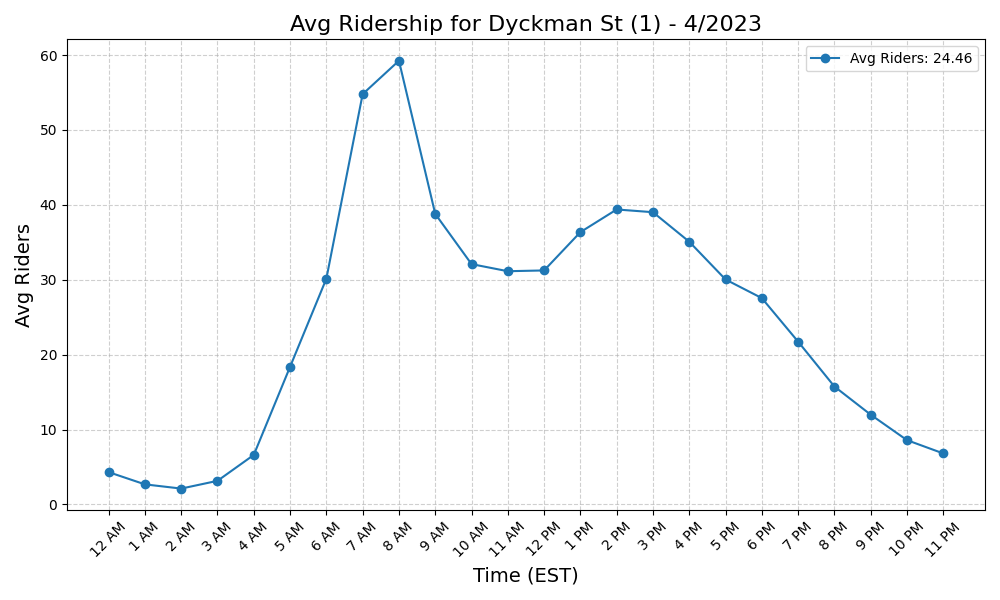 Avg Ridership for Dyckman St (1) - 4/2023
Avg Riders: 24.46
Avg Riders
60
50
40
30
20
10
0
12 AM
1 AM
2 AM
3 AM
4 AM
5 AM
6 AM
7 AM
8 AM
9 AM
10 AM
11 AM
12 PM
1 PM
2 PM
3 PM
4 PM
5 PM
6 PM
7 PM
8 PM
9 PM
10 PM
11 PM
Time (EST)